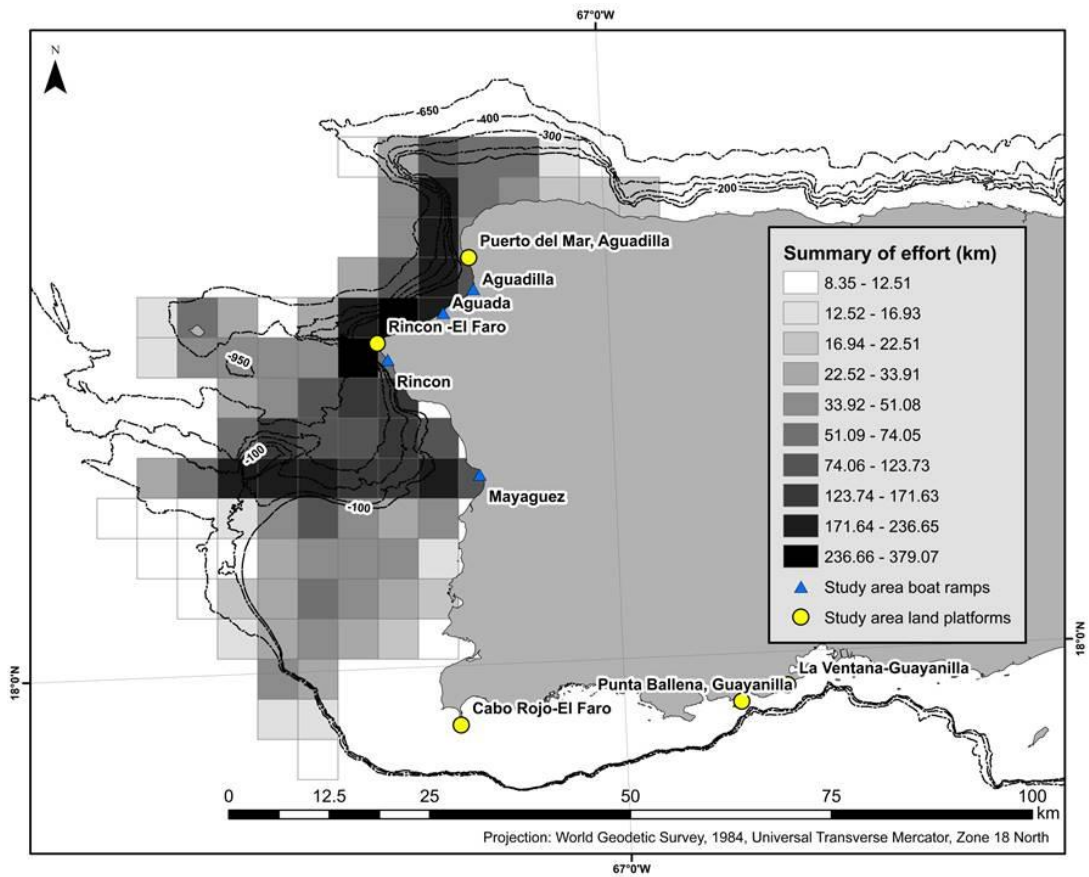 67°0'W
N
-650
-400
-300
-200
Puerto del Mar, Aguadilla
Aguadilla
Aguada
Rincon -El Faro
-950
Rincon
-100
Mayaguez
-100
Summary of effort (km)
8.35 - 12.51
12.52 - 16.93
16.94 - 22.51
22.52 - 33.91
33.92 - 51.08
51.09 - 74.05
74.06 - 123.73
123.74 - 171.63
171.64 - 236.65
236.66 - 379.07
Study area boat ramps
Study area land platforms
18°0'N
18°0'N
La Ventana-Guayanilla
Punta Ballena, Guayanilla
Cabo Rojo-El Faro
0 12.5 25 50 75 100
km
Projection: World Geodetic Survey, 1984, Universal Transverse Mercator, Zone 18 North
67°0'W